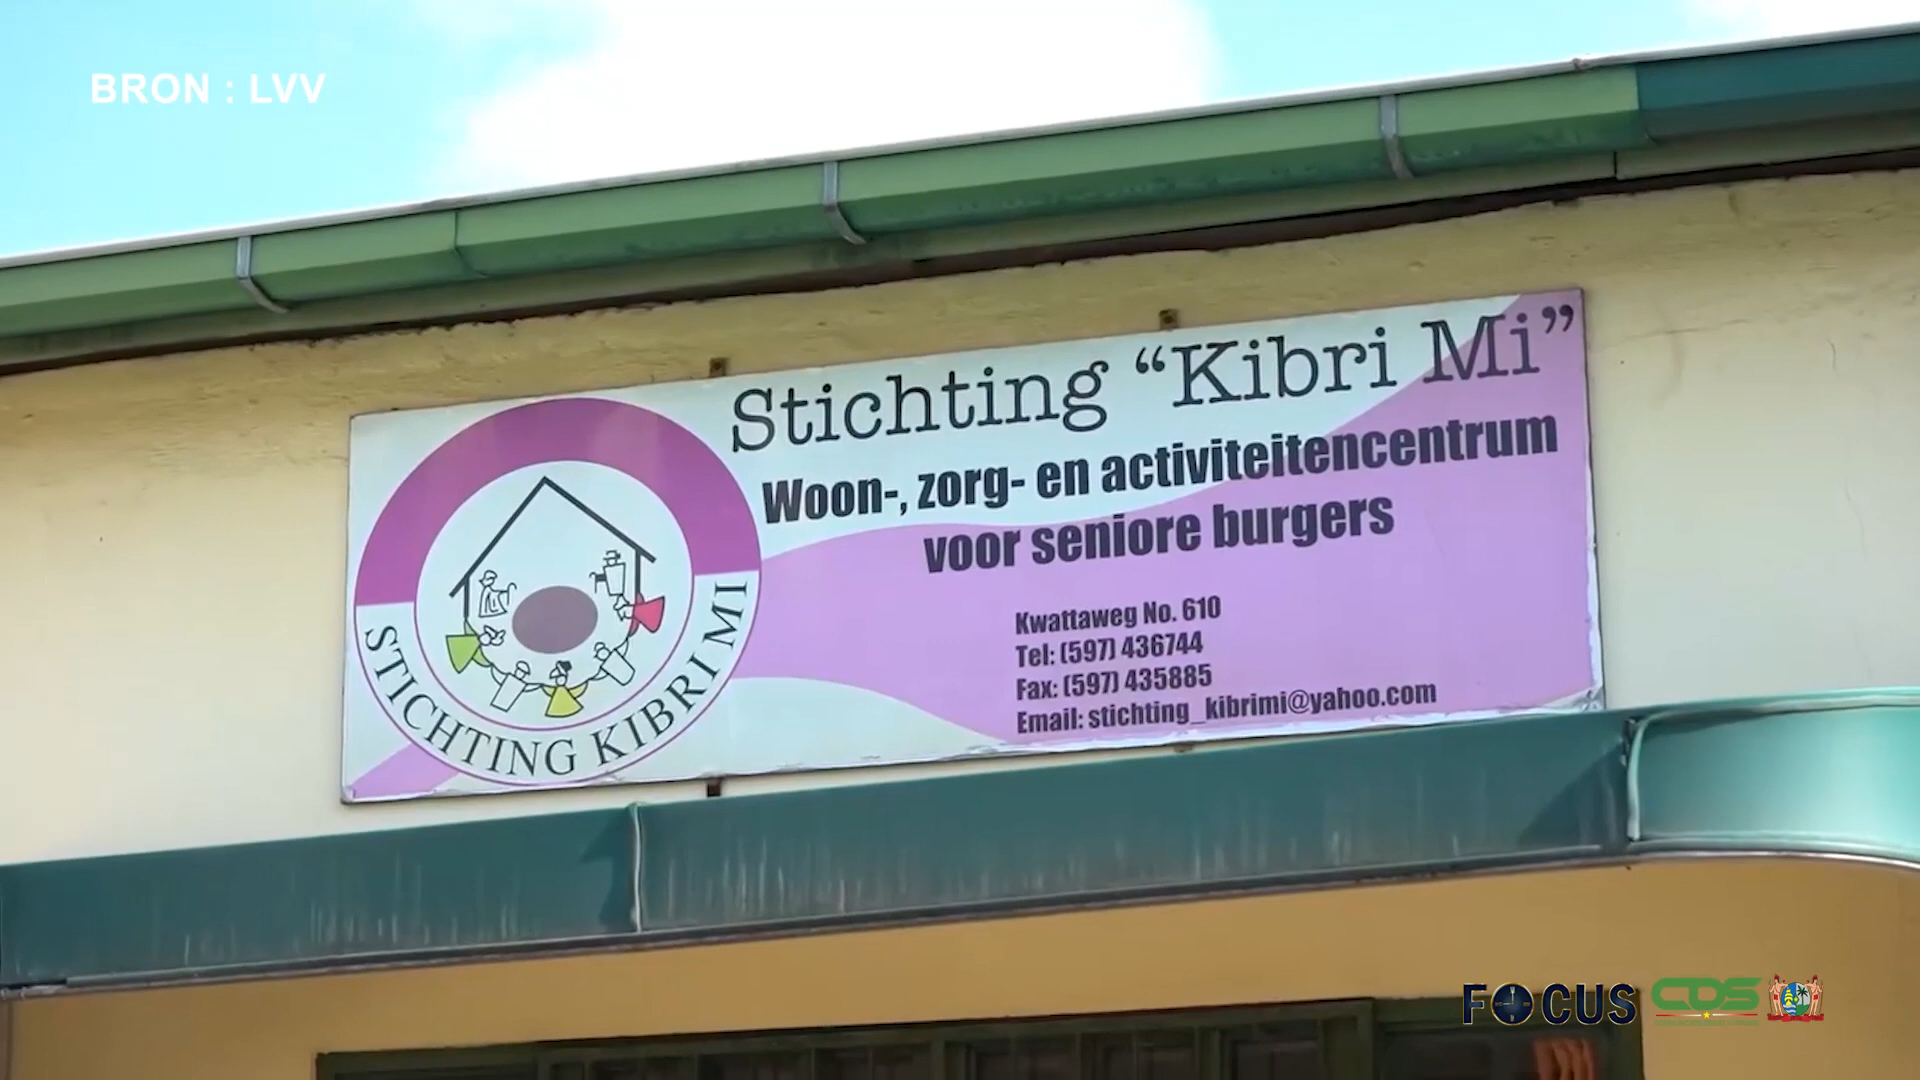 BRON : LVV
Stichting “Kibri Mi”
Woon-, zorg- en activiteitencentrum
voor seniore burgers
Kwattaweg No. 610
Tel: (597) 436744
Fax: (597) 435885
Email: stichting_kibrimi@yahoo.com
STICHTING KIBRI MI
FOCUS CDS